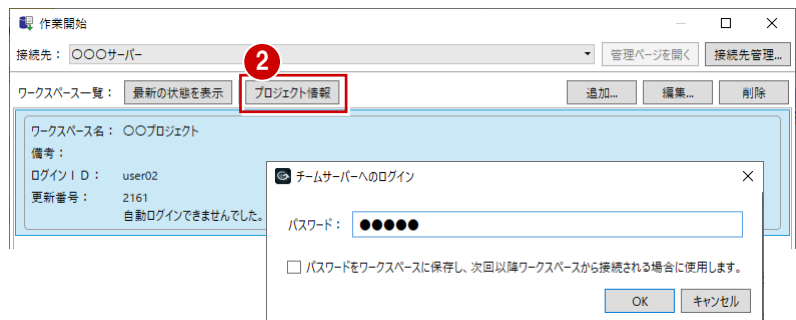 作業開始
接続先： 〇〇〇サーバー 管理ページを開く 接続先管理...
2
ワークスペース一覧： 最新の状態を表示 プロジェクト情報 追加... 編集... 削除
ワークスペース名： 〇〇プロジェクト
備考：
ログインＩＤ： user02
更新番号： 2161
自動ログインできませんでした。
チームサーバーへのログイン
パスワード： ●●●●●
パスワードをワークスペースに保存し、次回以降ワークスペースから接続される場合に使用します。
OK キャンセル